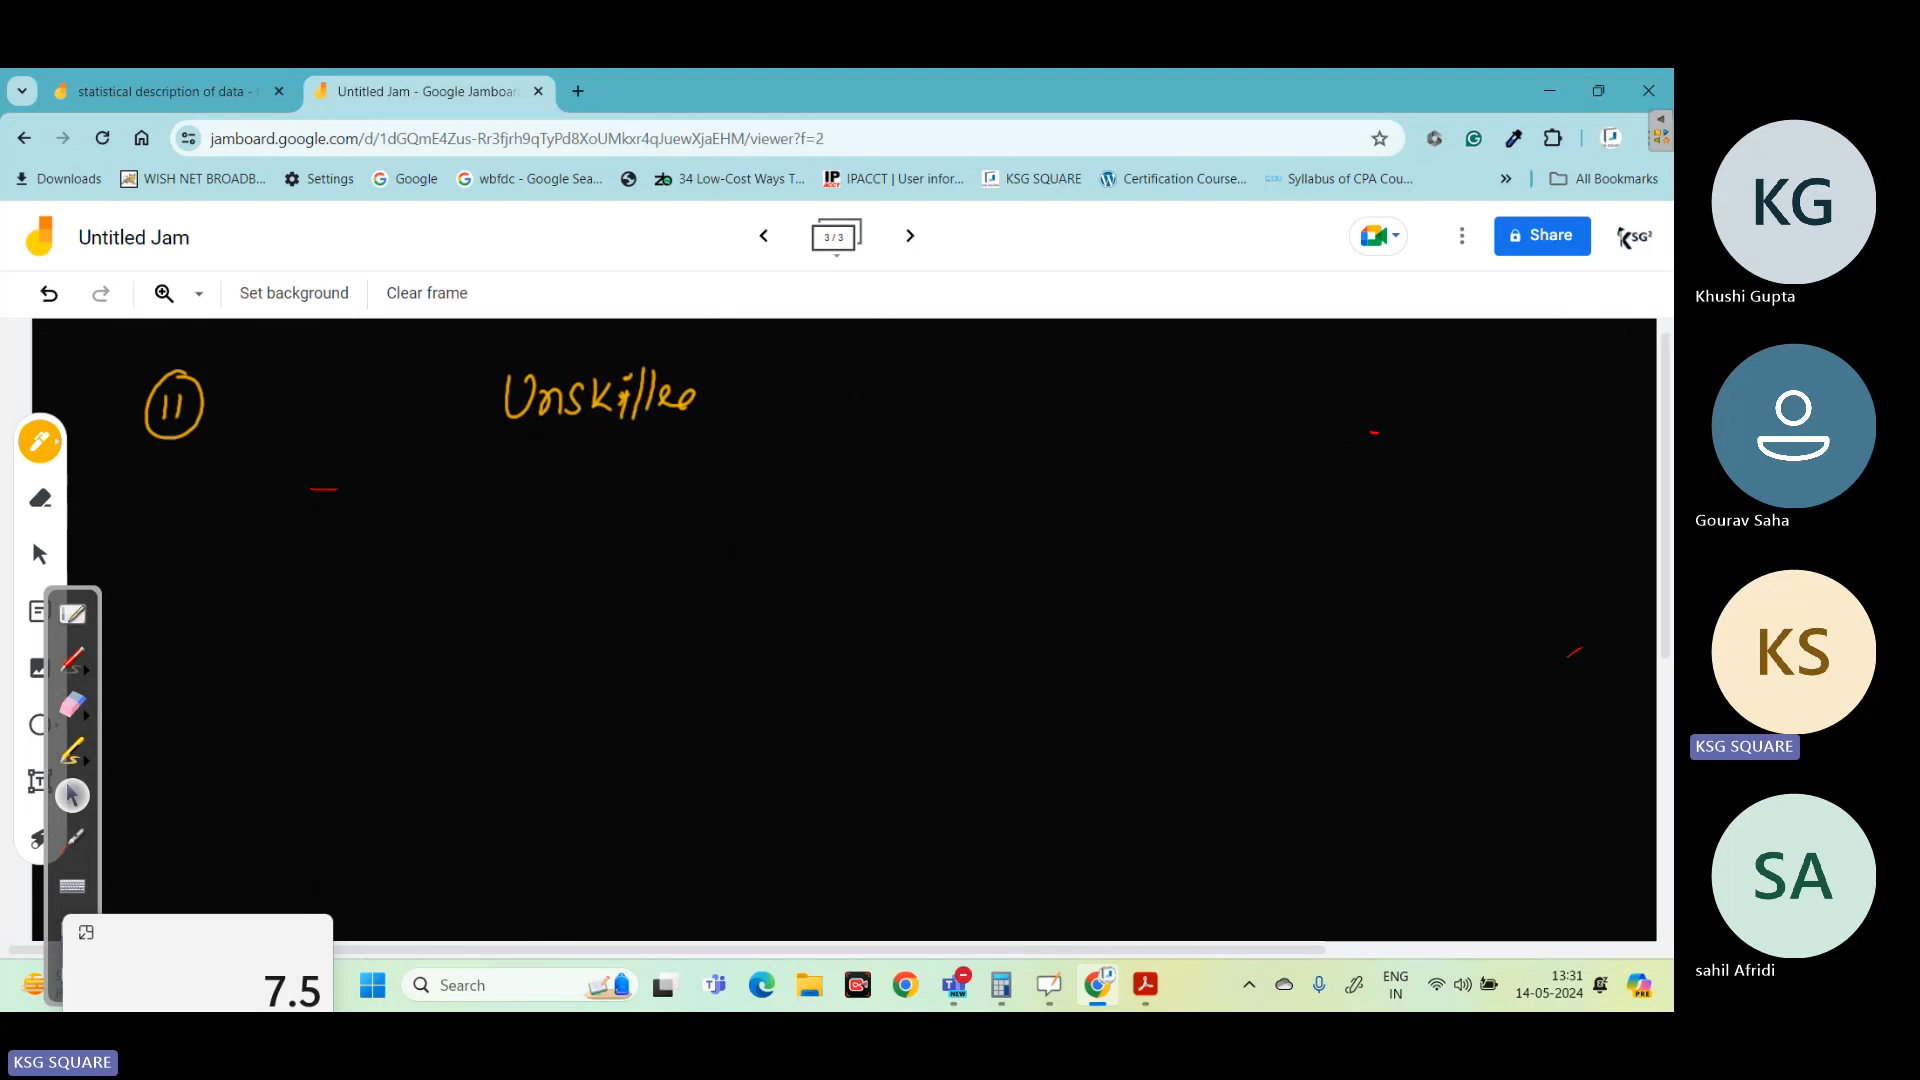 statistical description of data -
Untitled Jam - Google Jamboar
jamboard.google.com/d/1dGQmE4Zus-Rr3fjrh9qTyPd8XoUMkxr4qJuewXjaEHM/viewer?f=2
Downloads WISH NET BROADB... Settings Google wbfdc - Google Sea... 34 Low-Cost Ways T... IPACCT | User infor... KSG SQUARE Certification Course... Syllabus of CPA Cou... » All Bookmarks
Untitled Jam
3 / 3
Share
KSG²
Set background Clear frame
11 Unskillee
7.5
Search
ENG
IN
13:31
14-05-2024
KG
Khushi Gupta
Gourav Saha
KS
KSG SQUARE
SA
sahil Afridi
KSG SQUARE